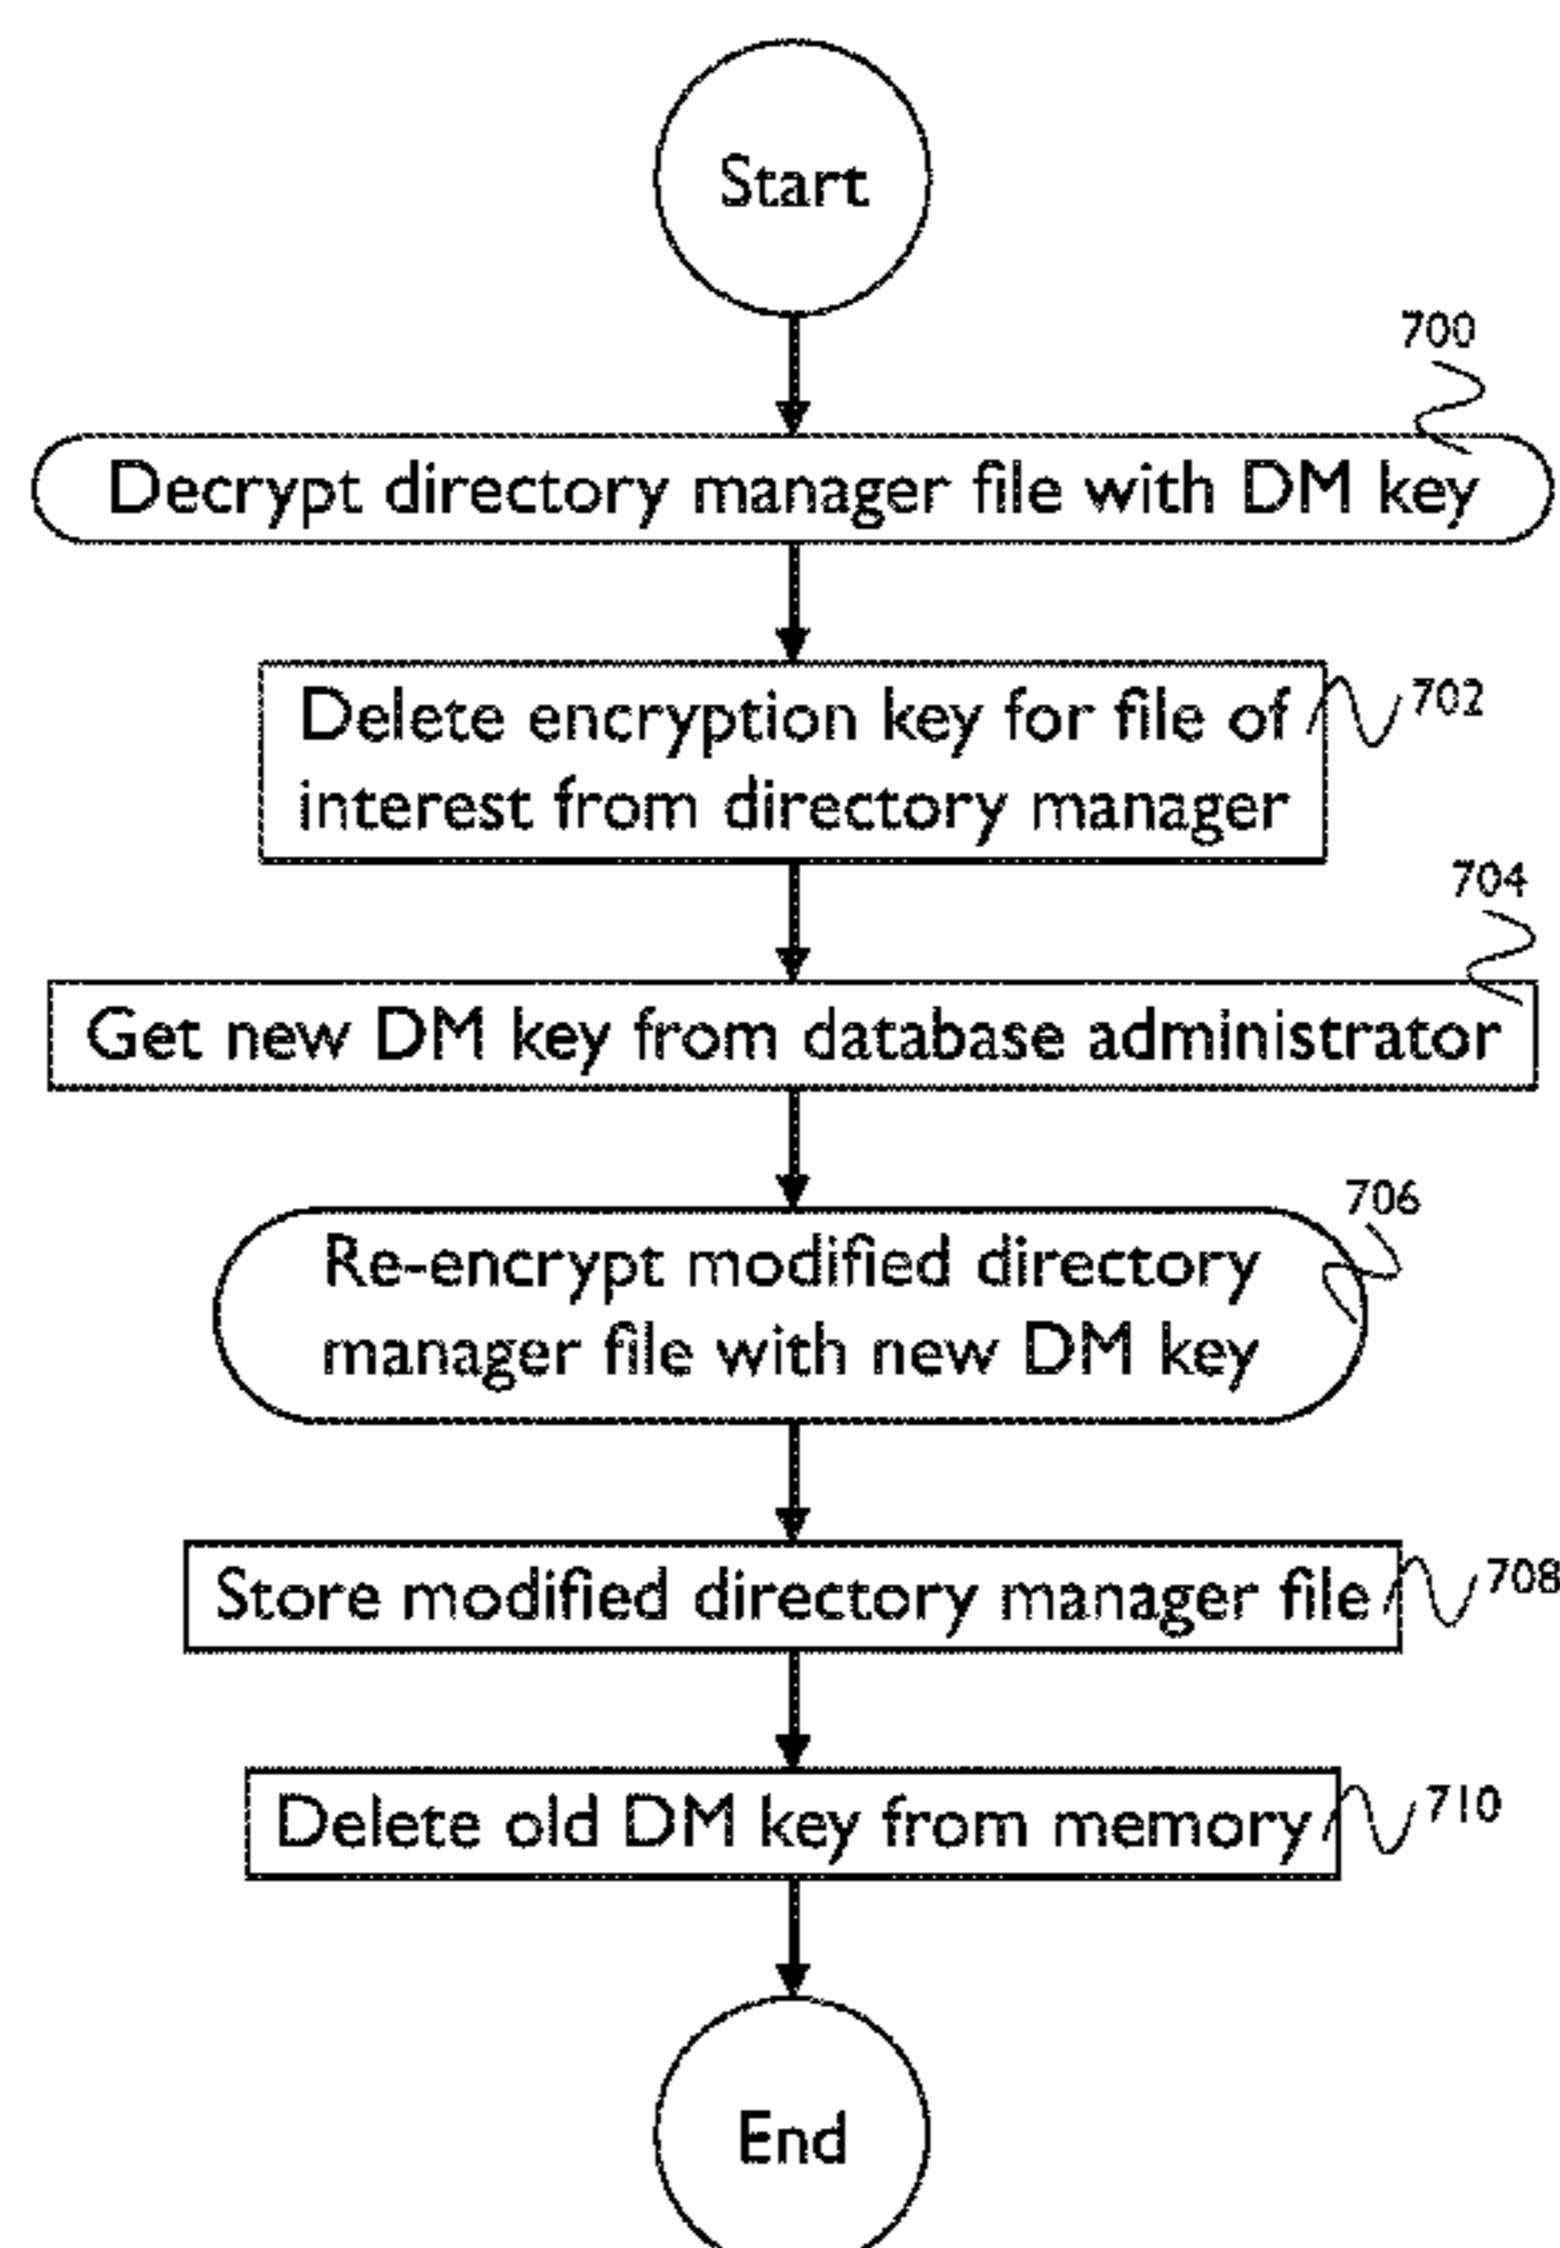 Start
700
Decrypt directory manager file with DM key
Delete encryption key for file of
interest from directory manager
702
704
Get new DM key from database administrator
706
Re-encrypt modified directory
manager file with new DM key
Store modified directory manager file
708
Delete old DM key from memory
710
End